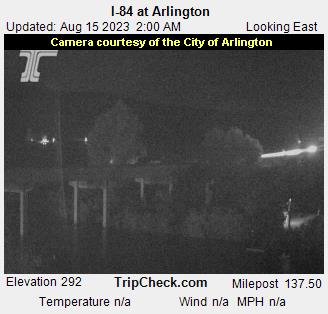 I-84 at Arlington
Updated: Aug 15 2023 2:00 AM Looking East
Camera courtesy of the City of Arlington
Elevation 292 TripCheck.com Milepost 137.50
Temperature n/a Wind n/a MPH n/a